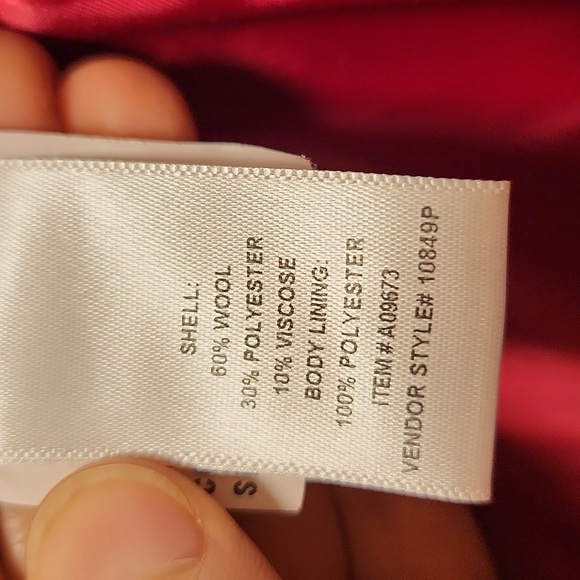 SHELL:
60% WOOL
30% POLYESTER
10% VISCOSE
BODY LINING:
100% POLYESTER
ITEM # A09673
VENDOR STYLE# 10849P